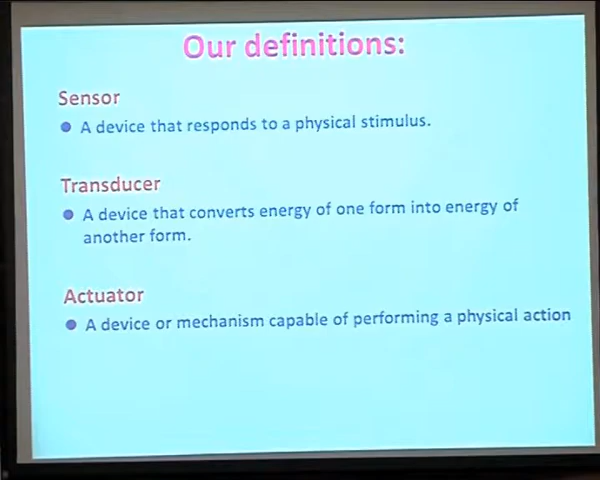 Our definitions:
Sensor
● A device that responds to a physical stimulus.
Transducer
● A device that converts energy of one form into energy of
another form.
Actuator
● A device or mechanism capable of performing a physical action